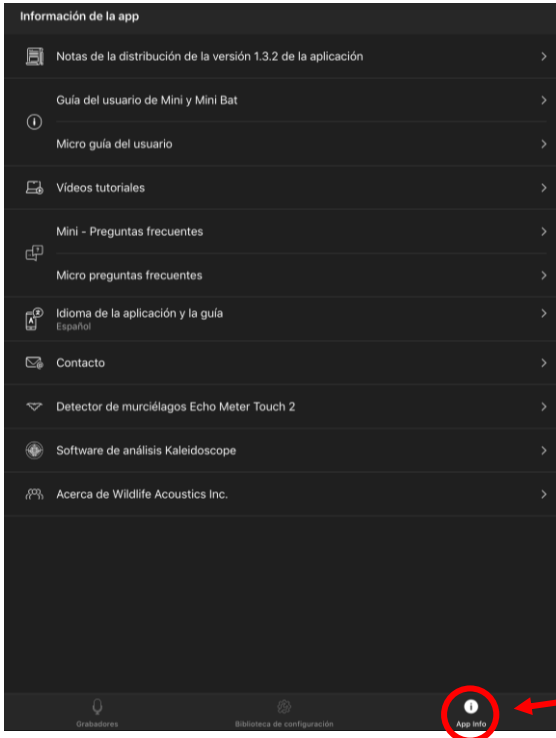 Información de la app
Notas de la distribución de la versión 1.3.2 de la aplicación
Guía del usuario de Mini y Mini Bat
Micro guía del usuario
Vídeos tutoriales
Mini - Preguntas frecuentes
Micro preguntas frecuentes
Idioma de la aplicación y la guía
Español
Contacto
Detector de murciélagos Echo Meter Touch 2
Software de análisis Kaleidoscope
Acerca de Wildlife Acoustics Inc.
Grabadores
Biblioteca de configuración
App Info